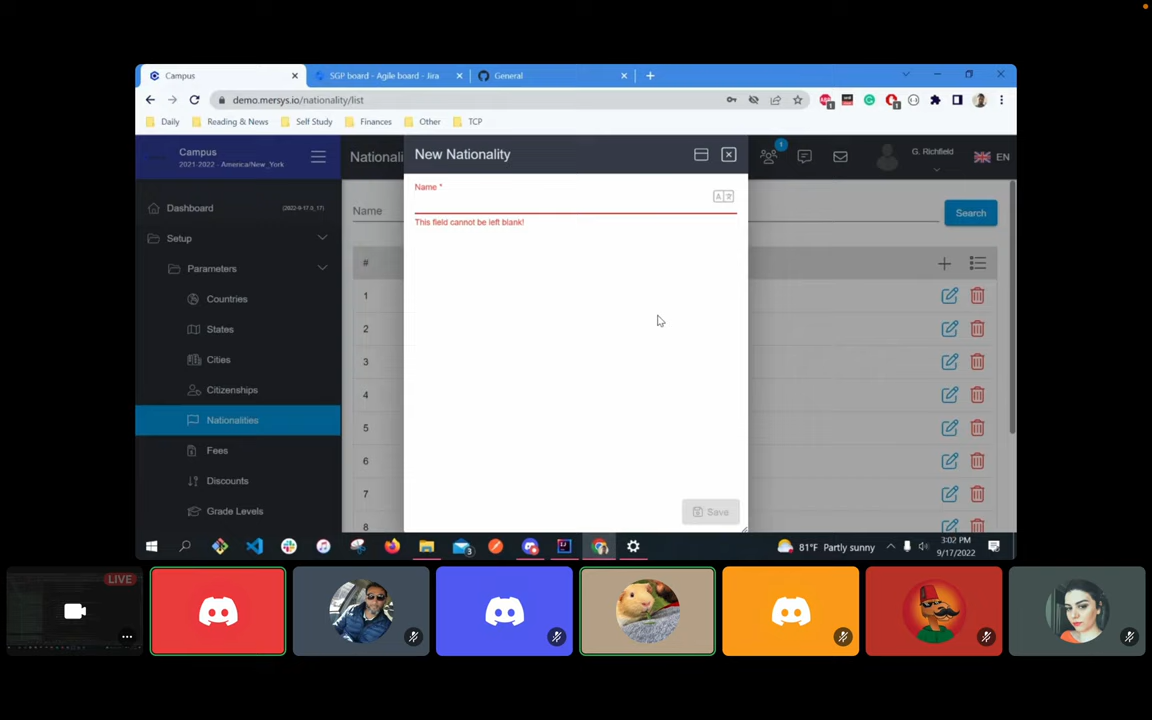 Campus
SGP board - Agile board - Jira
General
demo.mersys.io/nationality/list
Daily
Reading & News
Self Study
Finances
Other
TCP
Campus
2021-2022 - America/New_York
Nationali
New Nationality
1
G. Richfield
EN
Dashboard
Setup
Parameters
Countries
States
Cities
Citizenships
Nationalities
Fees
Discounts
Grade Levels
Name
Name *
This field cannot be left blank!
Search
#
1
2
3
4
5
6
7
8
Save
3
81°F Partly sunny
3:02 PM
9/17/2022
LIVE